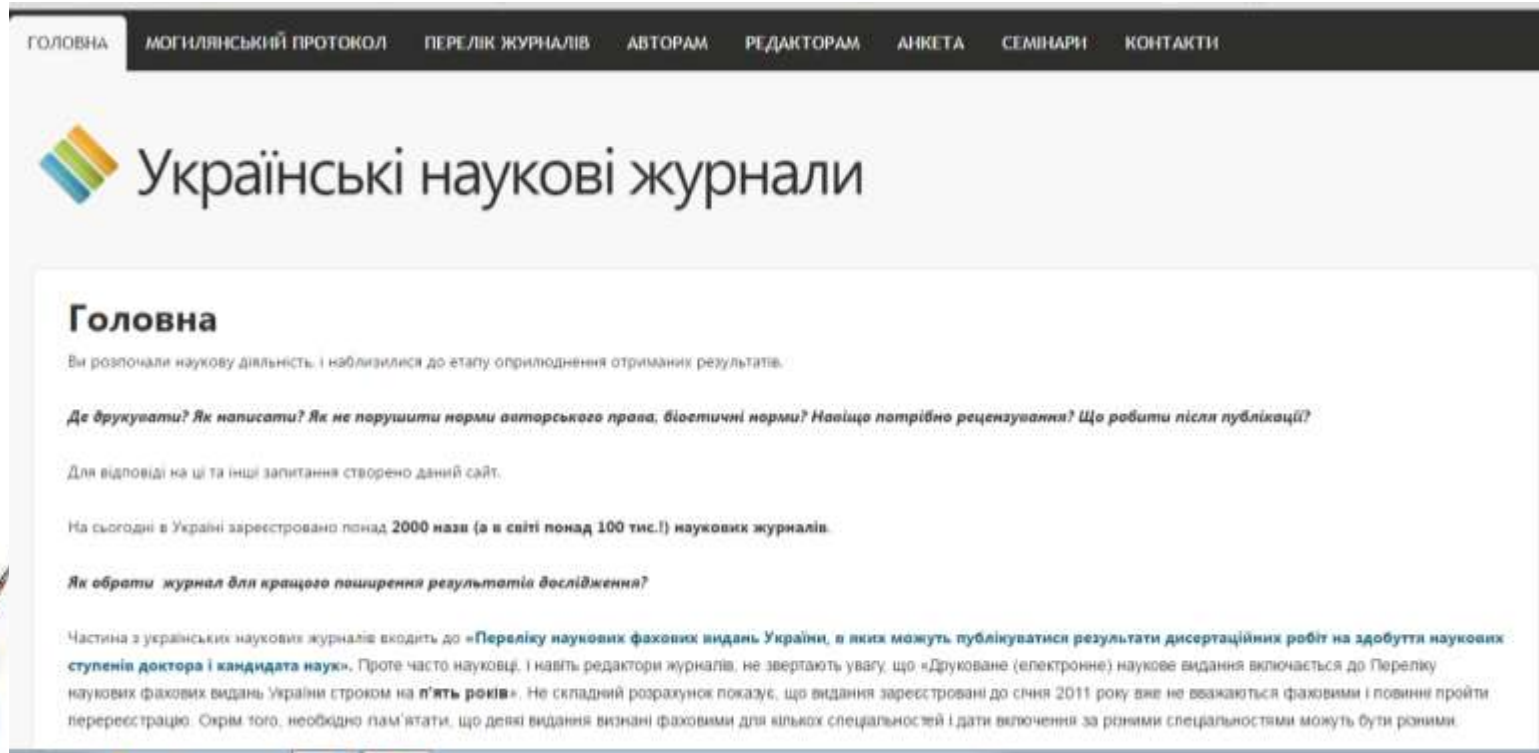 ГОЛОВНА МОГИЛЯНСЬКИЙ ПРОТОКОЛ ПЕРЕЛІК ЖУРНАЛІВ АВТОРАМ РЕДАКТОРАМ АНКЕТА СЕМІНАРИ КОНТАКТИ
Українські наукові журнали
Головна
Ви розпочали наукову діяльність, і наблизилися до етапу оприлюднення отриманих результатів.
Де друкувати? Як написати? Як не порушити норми авторського права, біоетичні норми? Навіщо потрібно рецензування? Що робити після публікації?
Для відповіді на ці та інші запитання створено даний сайт.
На сьогодні в Україні зареєстровано понад 2000 назв (а в світі понад 100 тис.!) наукових журналів.
Як обрати журнал для кращого поширення результатів дослідження?
Частина з українських наукових журналів входить до «Переліку наукових фахових видань України, в яких можуть публікуватися результати дисертаційних робіт на здобуття наукових
ступенів доктора і кандидата наук». Проте часто науковці, і навіть редактори журналів, не звертають увагу, що «Друковане (електронне) наукове видання включається до Переліку
наукових фахових видань України строком на п'ять років». Не складний розрахунок показує, що видання зареєстровані до січня 2011 року вже не вважаються фаховими і повинні пройти
перереєстрацію. Окрім того, необхідно пам'ятати, що деякі видання визнані фаховими для кількох спеціальностей і дати включення за різними спеціальностями можуть бути різними.